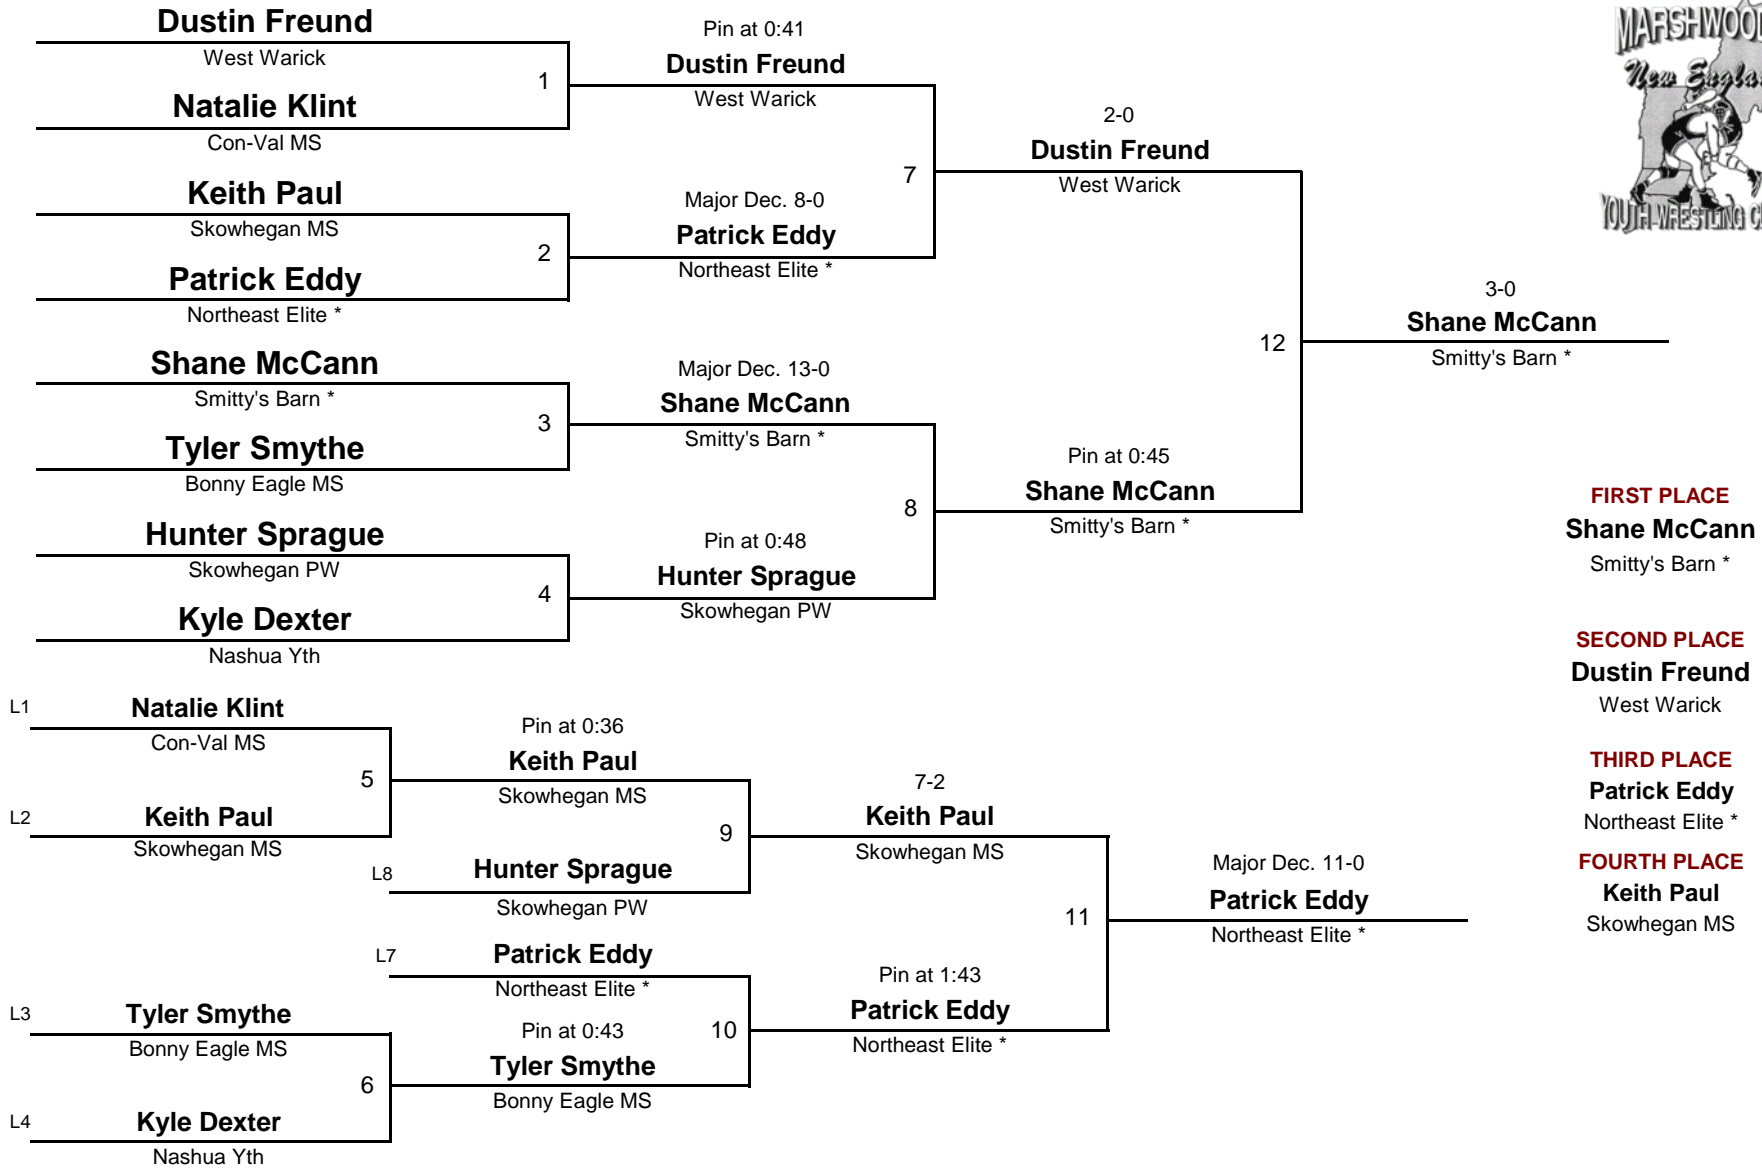 Dustin Freund
West Warick
1
Natalie Klint
Con-Val MS
Keith Paul
Skowhegan MS
2
Patrick Eddy
Northeast Elite *
Shane McCann
Smitty's Barn *
3
Tyler Smythe
Bonny Eagle MS
Hunter Sprague
Skowhegan PW
4
Kyle Dexter
Nashua Yth
Pin at 0:41
Dustin Freund
West Warick
7
Major Dec. 8-0
Patrick Eddy
Northeast Elite *
Major Dec. 13-0
Shane McCann
Smitty's Barn *
8
Pin at 0:48
Hunter Sprague
Skowhegan PW
2-0
Dustin Freund
West Warick
12
Pin at 0:45
Shane McCann
Smitty's Barn *
3-0
Shane McCann
Smitty's Barn *
MARSHWOOD
New England
YOUTH WRESTLING
FIRST PLACE
Shane McCann
Smitty's Barn *
SECOND PLACE
Dustin Freund
West Warick
THIRD PLACE
Patrick Eddy
Northeast Elite *
FOURTH PLACE
Keith Paul
Skowhegan MS
L1
Natalie Klint
Con-Val MS
5
L2
Keith Paul
Skowhegan MS
Pin at 0:36
Keith Paul
Skowhegan MS
9
L8
Hunter Sprague
Skowhegan PW
L7
Patrick Eddy
Northeast Elite *
10
Pin at 0:43
Tyler Smythe
Bonny Eagle MS
L3
Tyler Smythe
Bonny Eagle MS
6
L4
Kyle Dexter
Nashua Yth
7-2
Keith Paul
Skowhegan MS
11
Pin at 1:43
Patrick Eddy
Northeast Elite *
Major Dec. 11-0
Patrick Eddy
Northeast Elite *